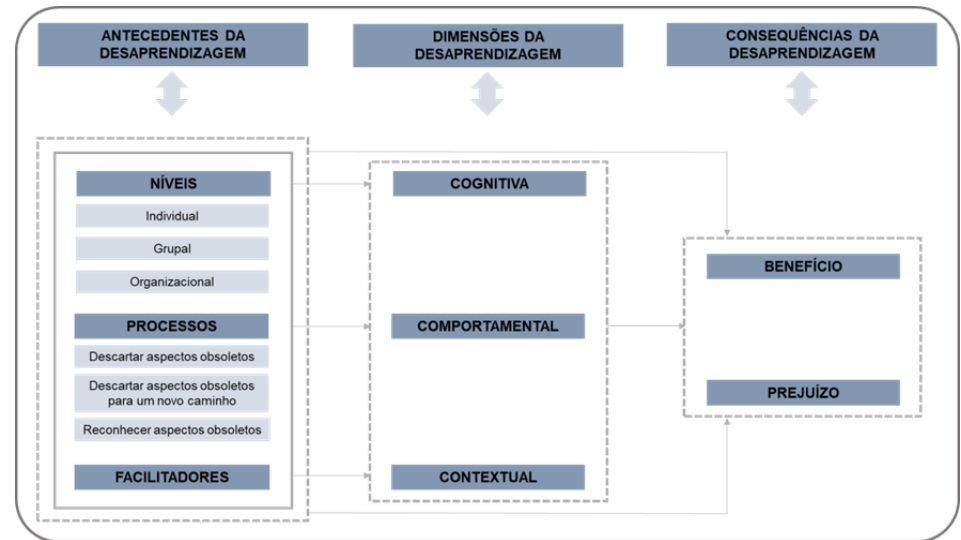 ANTECEDENTES DA
DESAPRENDIZAGEM
DIMENSÕES DA
DESAPRENDIZAGEM
CONSEQUÊNCIAS DA
DESAPRENDIZAGEM
NÍVEIS
Individual
Grupal
Organizacional
PROCESSOS
Descartar aspectos obsoletos
Descartar aspectos obsoletos
para um novo caminho
Reconhecer aspectos obsoletos
FACILITADORES
COGNITIVA
COMPORTAMENTAL
CONTEXTUAL
BENEFÍCIO
PREJUÍZO